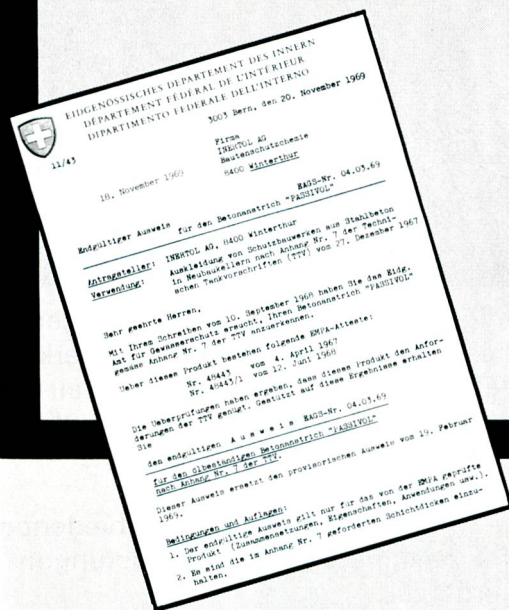 EIDGENÖSSISCHES DEPARTEMENT DES INNERN
DÉPARTEMENT FÉDÉRAL DE L'INTÉRIEUR
DIPARTIMENTO FEDERALE DELL'INTERNO
3003 Bern, den 20. November 1969
11/43
Firma
INERTOL AG
Bautenschutzchemie
8400 Winterthur
18. November 1969
EAGS-Nr. 04.03.69
Endgültiger Ausweis für den Betonanstrich "PASSIVOL"
Antragsteller: INERTOL AG, 8400 Winterthur
Verwendung: Auskleidung von Schutzbauwerken aus Stahlbeton
in Neubaukellern nach Anhang Nr. 7 der Techni-
schen Tankvorschriften (TTV) vom 27. Dezember 1967
Sehr geehrte Herren,
Mit Ihrem Schreiben vom 10. September 1968 haben Sie das Eidg.
Amt für Gewässerschutz ersucht, Ihren Betonanstrich "PASSIVOL"
gemäss Anhang Nr. 7 der TTV anzuerkennen.
Ueber dieses Produkt bestehen folgende EMPA-Atteste:
Nr. 48443 vom 4. April 1967
Nr. 48443/1 vom 12. Juni 1968
Die Ueberprüfungen haben ergeben, dass dieses Produkt den Anfor-
derungen der TTV genügt. Gestützt auf diese Ergebnisse erhalten
Sie
den endgültigen A u s w e i s EAGS-Nr. 04.03.69
für den ölbeständigen Betonanstrich "PASSIVOL"
nach Anhang Nr. 7 der TTV.
Dieser Ausweis ersetzt den provisorischen Ausweis vom 19. Februar
1969.
Bedingungen und Auflagen:
1. Der endgültige Ausweis gilt nur für das von der EMPA geprüfte
Produkt (Zusammensetzungen, Eigenschaften, Anwendungen usw.).
2. Es sind die im Anhang Nr. 7 geforderten Schichtdicken einzu-
halten.